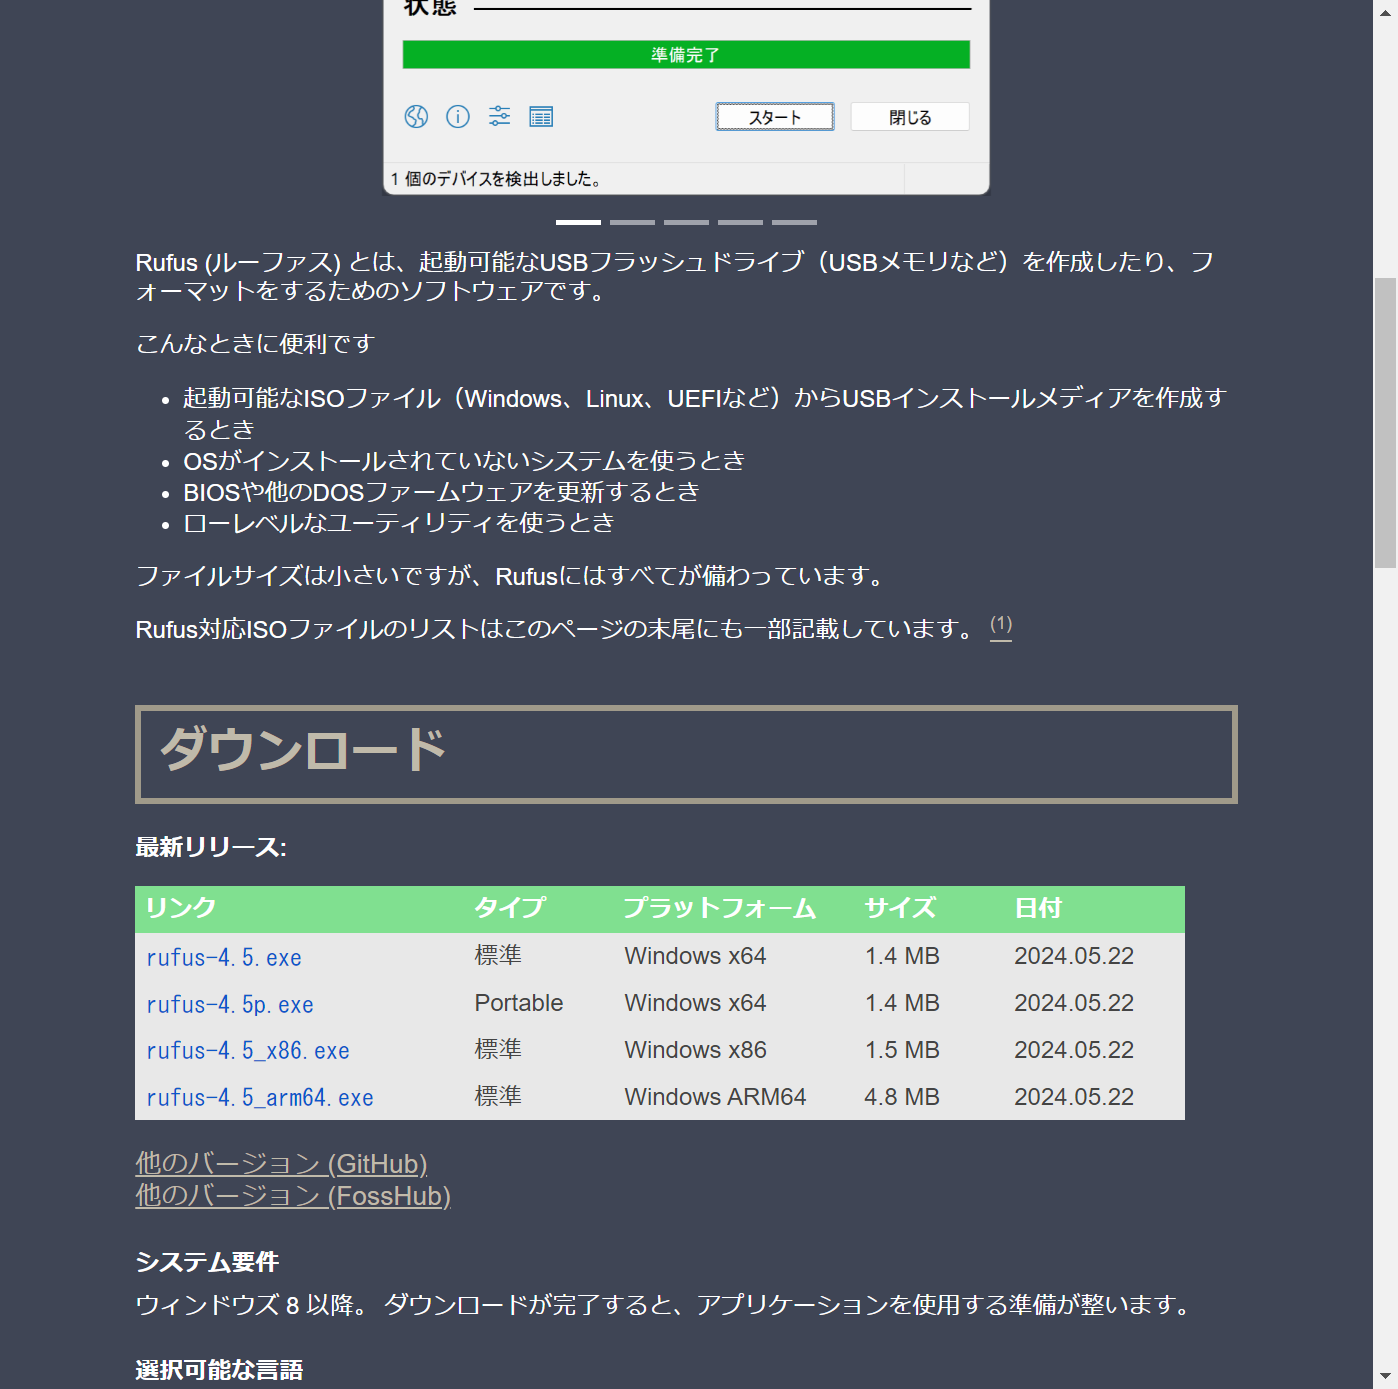 状態
準備完了
スタート 閉じる
1 個のデバイスを検出しました。
Rufus (ルーファス) とは、起動可能なUSBフラッシュドライブ（USBメモリなど）を作成したり、フ
ォーマットをするためのソフトウェアです。
こんなときに便利です
• 起動可能なISOファイル（Windows、Linux、UEFIなど）からUSBインストールメディアを作成す
るとき
• OSがインストールされていないシステムを使うとき
• BIOSや他のDOSファームウェアを更新するとき
• ローレベルなユーティリティを使うとき
ファイルサイズは小さいですが、Rufusにはすべてが備わっています。
Rufus対応ISOファイルのリストはこのページの末尾にも一部記載しています。 (1)
ダウンロード
最新リリース:
リンク タイプ プラットフォーム サイズ 日付
rufus-4.5.exe 標準 Windows x64 1.4 MB 2024.05.22
rufus-4.5p.exe Portable Windows x64 1.4 MB 2024.05.22
rufus-4.5_x86.exe 標準 Windows x86 1.5 MB 2024.05.22
rufus-4.5_arm64.exe 標準 Windows ARM64 4.8 MB 2024.05.22
他のバージョン (GitHub)
他のバージョン (FossHub)
システム要件
ウィンドウズ 8 以降。 ダウンロードが完了すると、アプリケーションを使用する準備が整います。
選択可能な言語